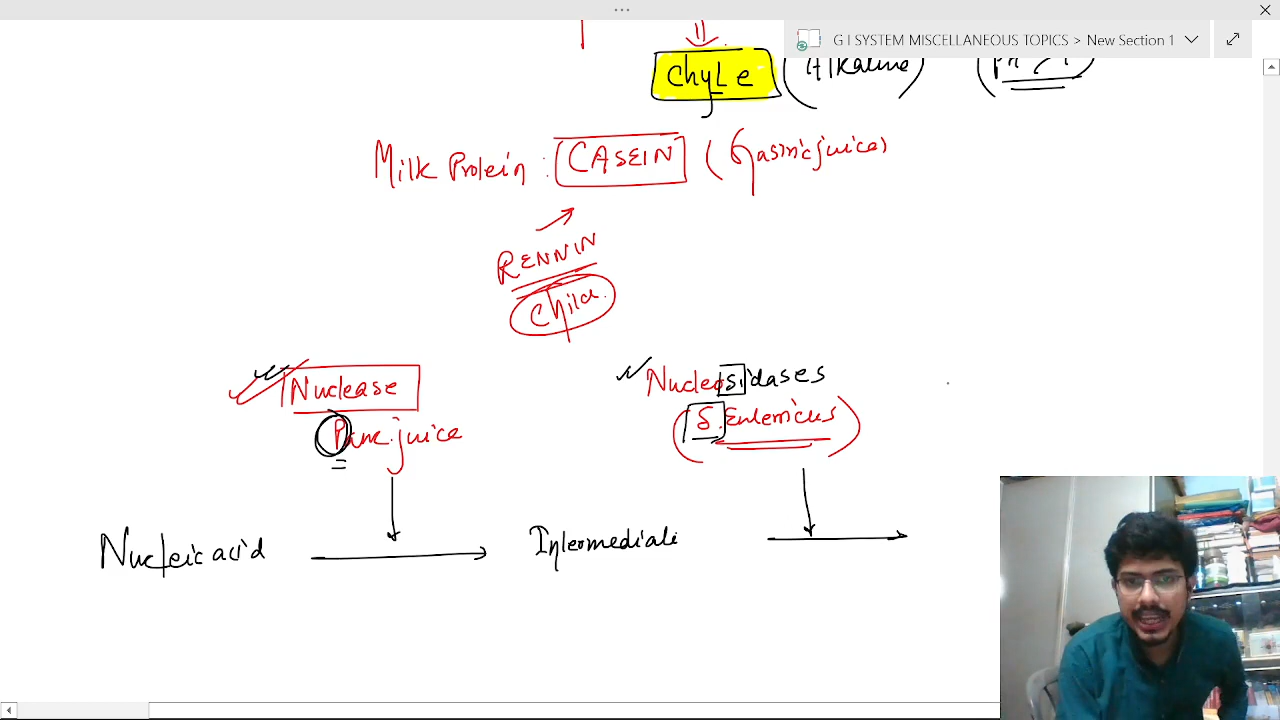 G I SYSTEM MISCELLANEOUS TOPICS > New Section 1
Chyle (Alkaline)
Milk Protein : CASEIN (Gastric juice)
RENNIN
Child
Nuclease
Panc. juice
Nucleosidases
(S. Entericus)
Nucleic acid
Intermediate